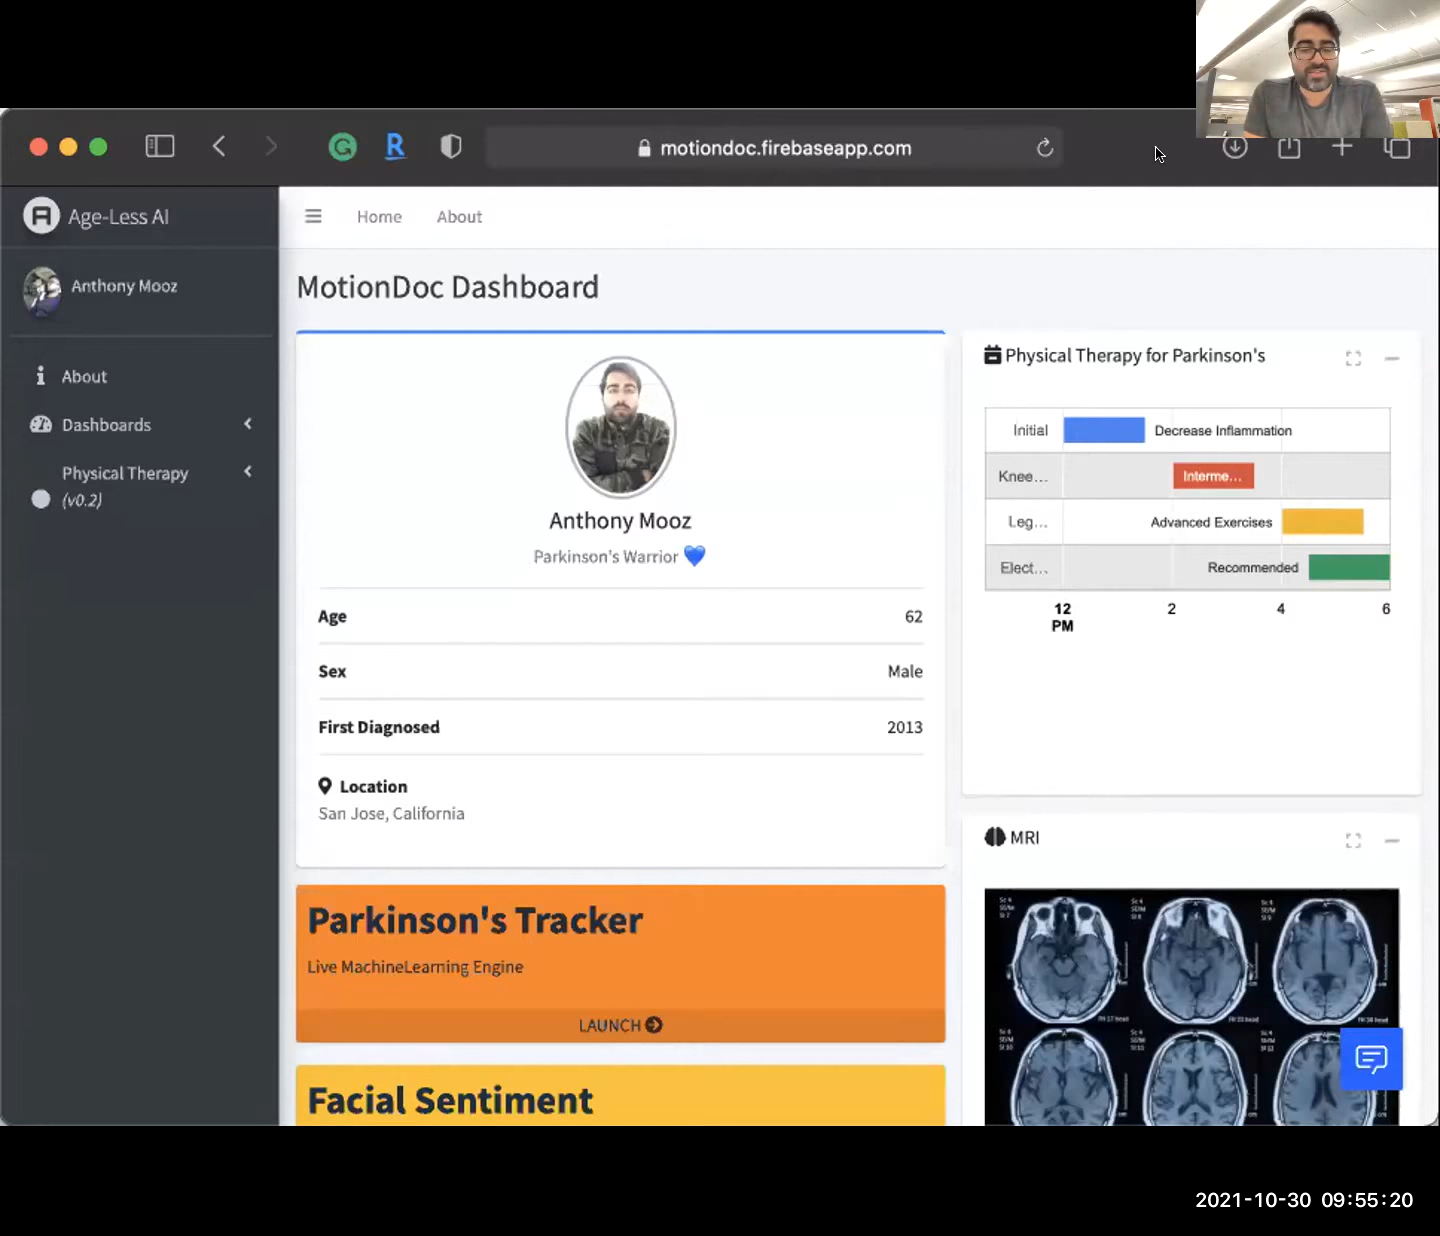 motiondoc.firebaseapp.com
Age-Less AI
Home
About
Anthony Mooz
About
Dashboards
Physical Therapy
(v0.2)
MotionDoc Dashboard
Anthony Mooz
Parkinson's Warrior 💙
Age 62
Sex Male
First Diagnosed 2013
Location
San Jose, California
Parkinson's Tracker
Live MachineLearning Engine
LAUNCH
Facial Sentiment
Physical Therapy for Parkinson's
Initial Decrease Inflammation
Knee... Interme...
Leg... Advanced Exercises
Elect... Recommended
12 2 4 6
PM
MRI
2021-10-30 09:55:20